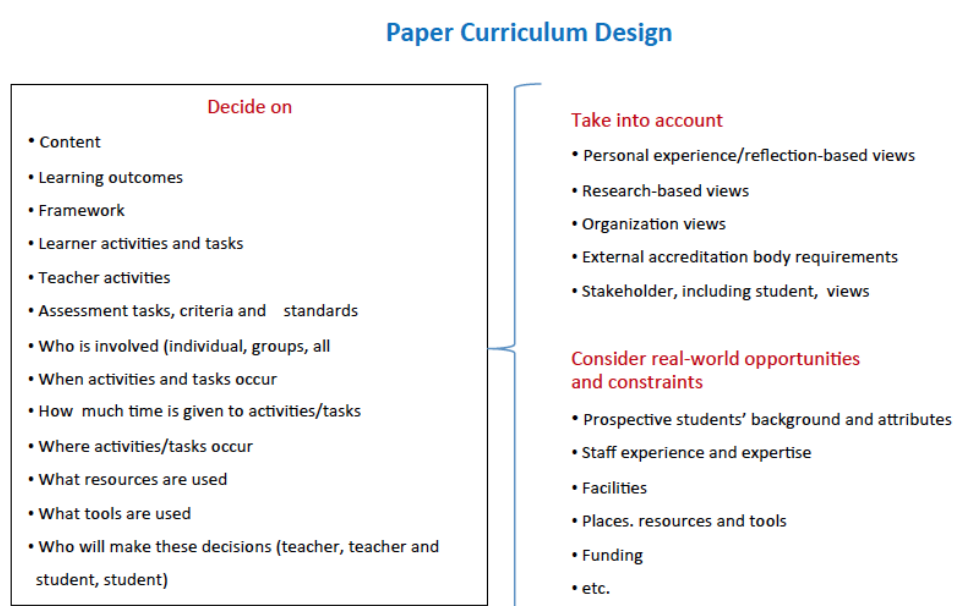 Paper Curriculum Design
Decide on
• Content
• Learning outcomes
• Framework
• Learner activities and tasks
• Teacher activities
• Assessment tasks, criteria and standards
• Who is involved (individual, groups, all
• When activities and tasks occur
• How much time is given to activities/tasks
• Where activities/tasks occur
• What resources are used
• What tools are used
• Who will make these decisions (teacher, teacher and
student, student)
Take into account
• Personal experience/reflection-based views
• Research-based views
• Organization views
• External accreditation body requirements
• Stakeholder, including student, views
Consider real-world opportunities
and constraints
• Prospective students' background and attributes
• Staff experience and expertise
• Facilities
• Places. resources and tools
• Funding
• etc.